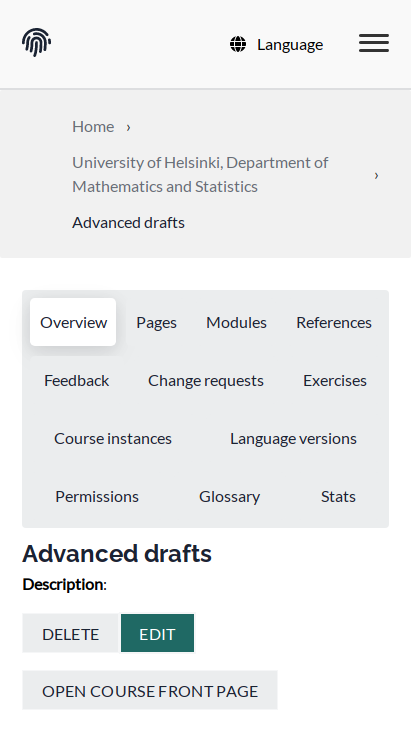 Language
Home ›
University of Helsinki, Department of
Mathematics and Statistics ›
Advanced drafts
Overview Pages Modules References
Feedback Change requests Exercises
Course instances Language versions
Permissions Glossary Stats
Advanced drafts
Description:
DELETE EDIT
OPEN COURSE FRONT PAGE